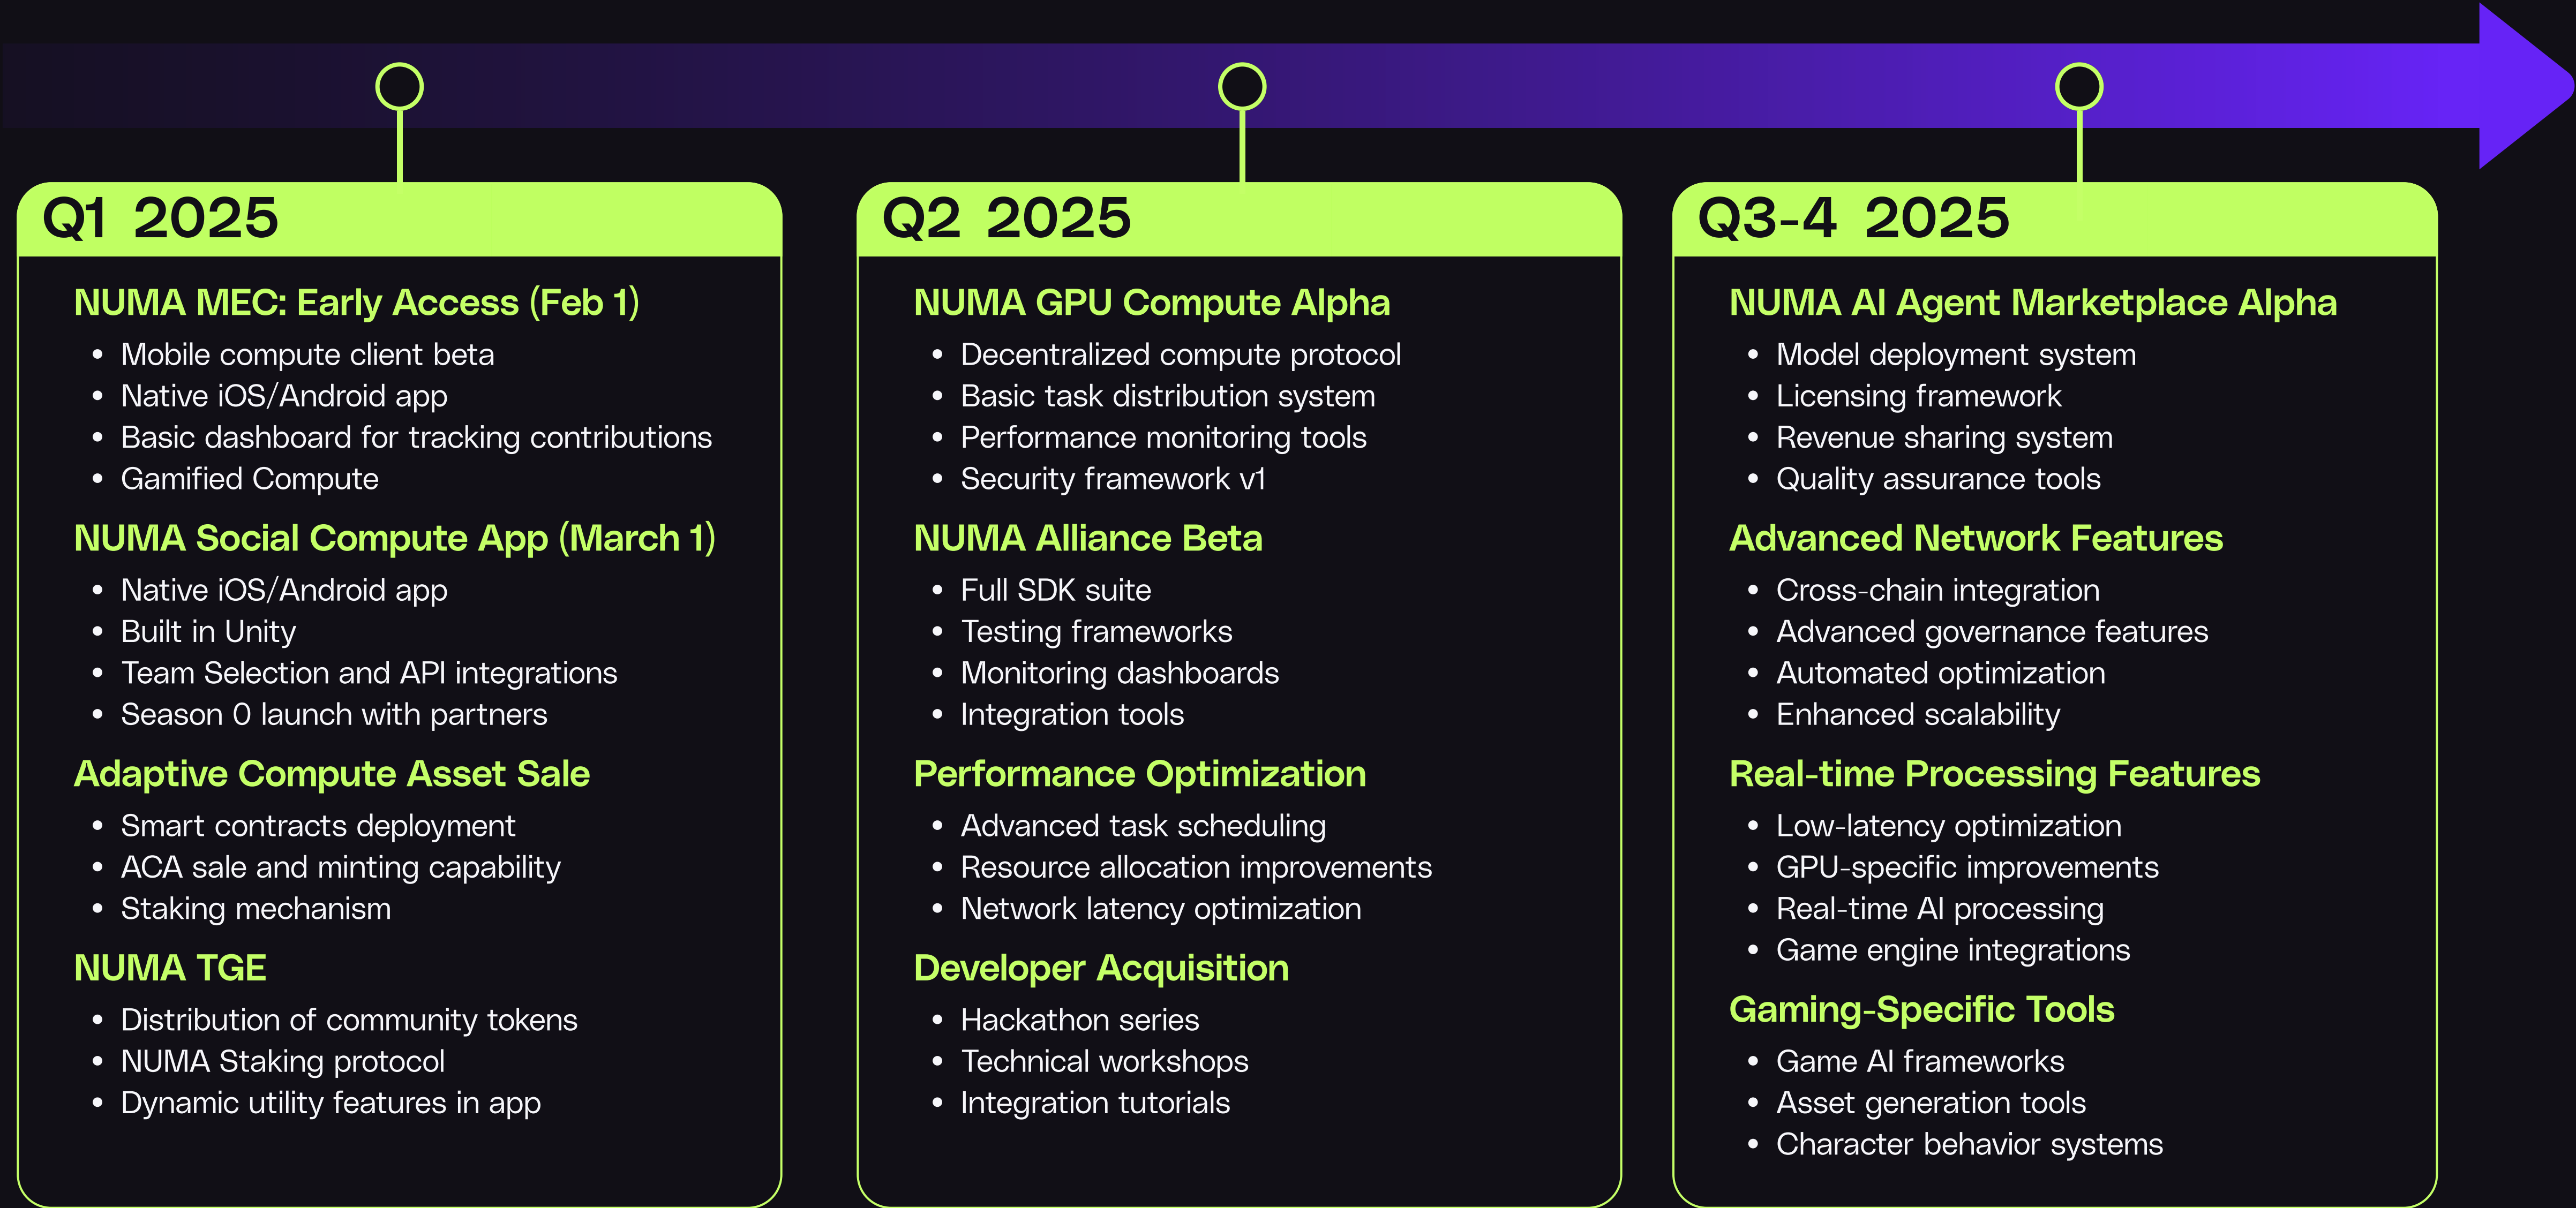 Q1 2025
NUMA MEC: Early Access (Feb 1)
• Mobile compute client beta
• Native iOS/Android app
• Basic dashboard for tracking contributions
• Gamified Compute
NUMA Social Compute App (March 1)
• Native iOS/Android app
• Built in Unity
• Team Selection and API integrations
• Season 0 launch with partners
Adaptive Compute Asset Sale
• Smart contracts deployment
• ACA sale and minting capability
• Staking mechanism
NUMA TGE
• Distribution of community tokens
• NUMA Staking protocol
• Dynamic utility features in app
Q2 2025
NUMA GPU Compute Alpha
• Decentralized compute protocol
• Basic task distribution system
• Performance monitoring tools
• Security framework v1
NUMA Alliance Beta
• Full SDK suite
• Testing frameworks
• Monitoring dashboards
• Integration tools
Performance Optimization
• Advanced task scheduling
• Resource allocation improvements
• Network latency optimization
Developer Acquisition
• Hackathon series
• Technical workshops
• Integration tutorials
Q3-4 2025
NUMA AI Agent Marketplace Alpha
• Model deployment system
• Licensing framework
• Revenue sharing system
• Quality assurance tools
Advanced Network Features
• Cross-chain integration
• Advanced governance features
• Automated optimization
• Enhanced scalability
Real-time Processing Features
• Low-latency optimization
• GPU-specific improvements
• Real-time AI processing
• Game engine integrations
Gaming-Specific Tools
• Game AI frameworks
• Asset generation tools
• Character behavior systems